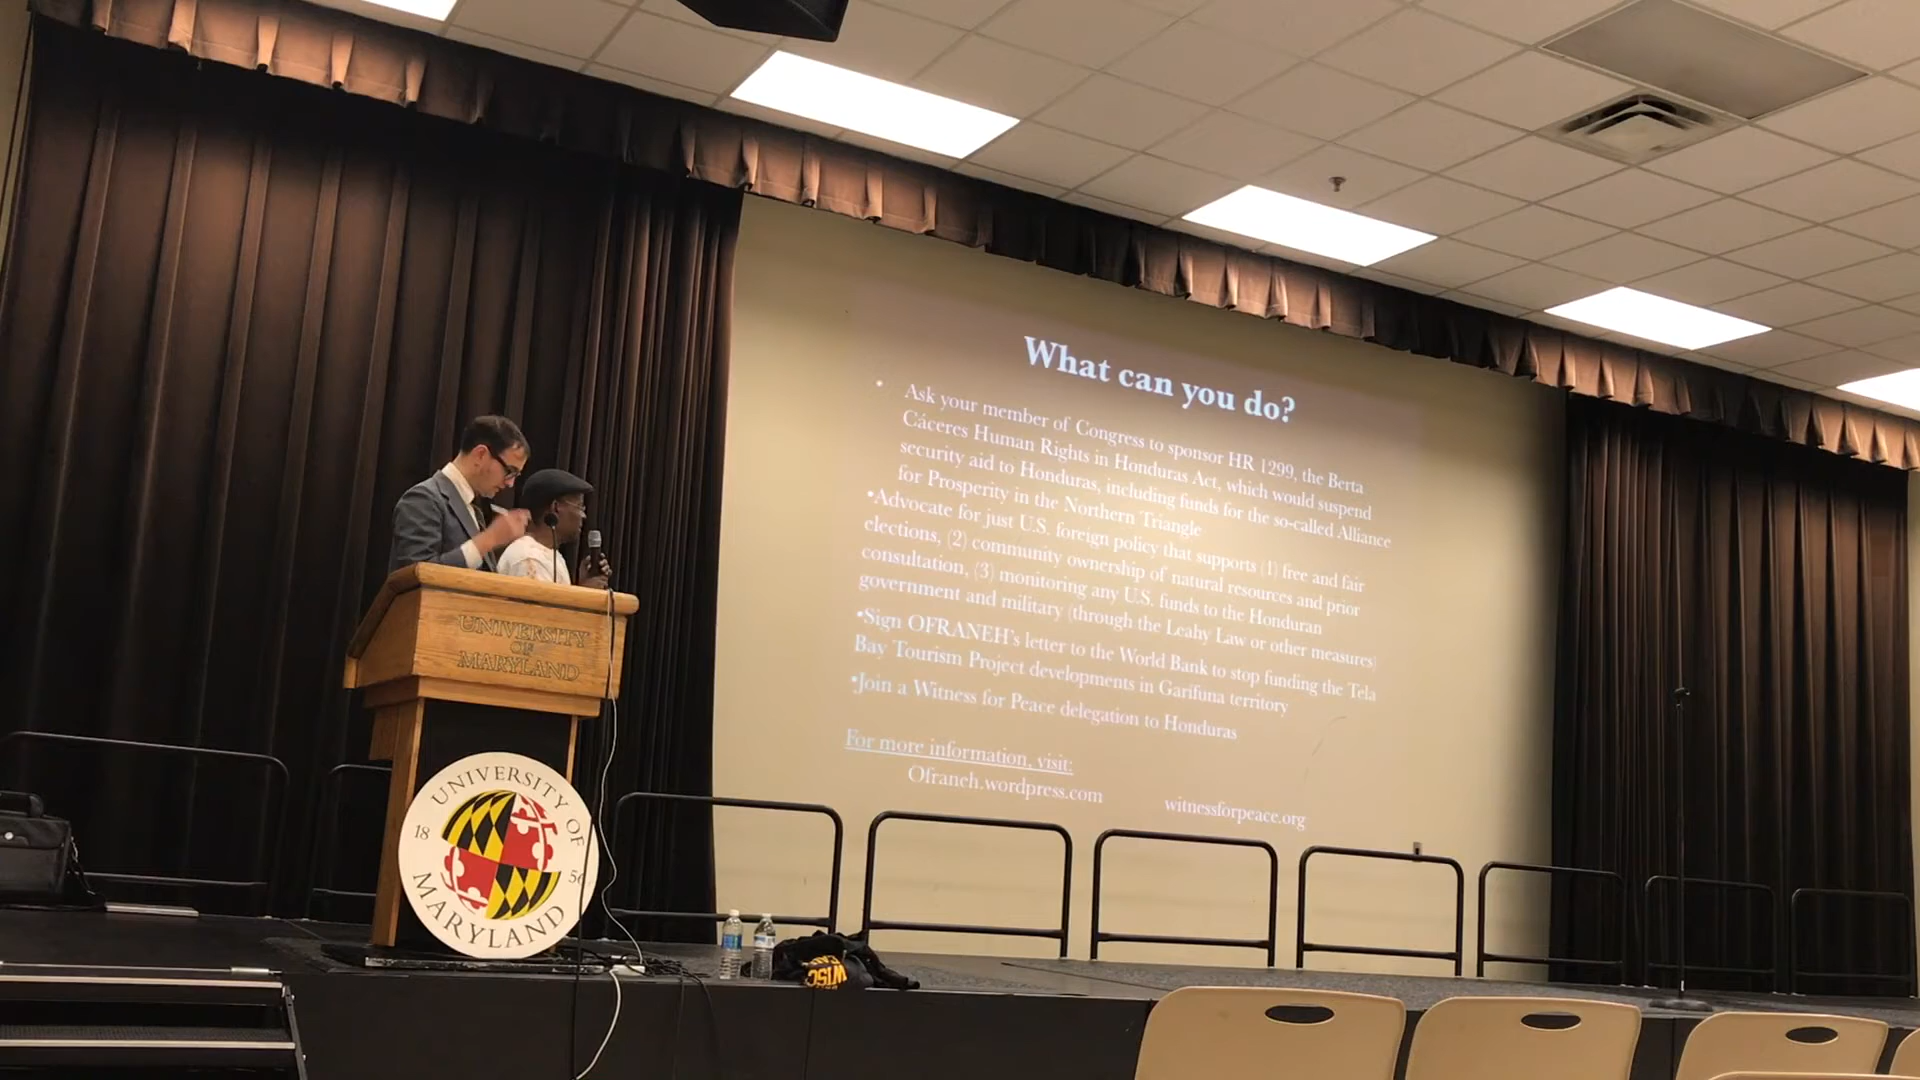 What can you do?
• Ask your member of Congress to sponsor HR 1299, the Berta
Cáceres Human Rights in Honduras Act, which would suspend
security aid to Honduras, including funds for the so-called Alliance
for Prosperity in the Northern Triangle
•Advocate for just U.S. foreign policy that supports (1) free and fair
elections, (2) community ownership of natural resources and prior
consultation, (3) monitoring any U.S. funds to the Honduran
government and military (through the Leahy Law or other measures)
•Sign OFRANEH's letter to the World Bank to stop funding the Tela
Bay Tourism Project developments in Garífuna territory
•Join a Witness for Peace delegation to Honduras
For more information, visit:
Ofraneh.wordpress.com witnessforpeace.org
UNIVERSITY
OF
MARYLAND
UNIVERSITY OF
18 56
MARYLAND